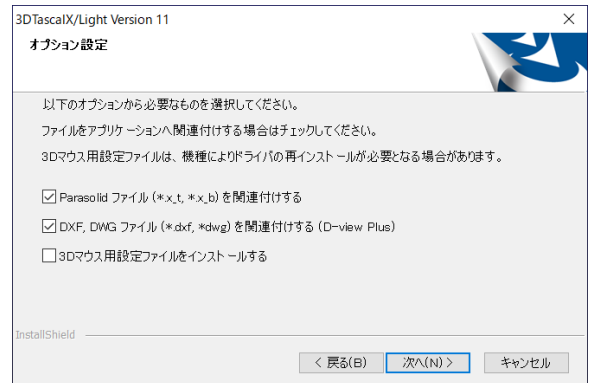 3DTascalX/Light Version 11
オプション設定
以下のオプションから必要なものを選択してください。
ファイルをアプリケーションへ関連付けする場合はチェックしてください。
3Dマウス用設定ファイルは、機種によりドライバの再インストールが必要となる場合があります。
Parasolid ファイル (*.x_t, *.x_b) を関連付けする
DXF, DWG ファイル (*.dxf, *dwg) を関連付けする (D-view Plus)
3Dマウス用設定ファイルをインストールする
InstallShield
< 戻る(B)
次へ(N) >
キャンセル